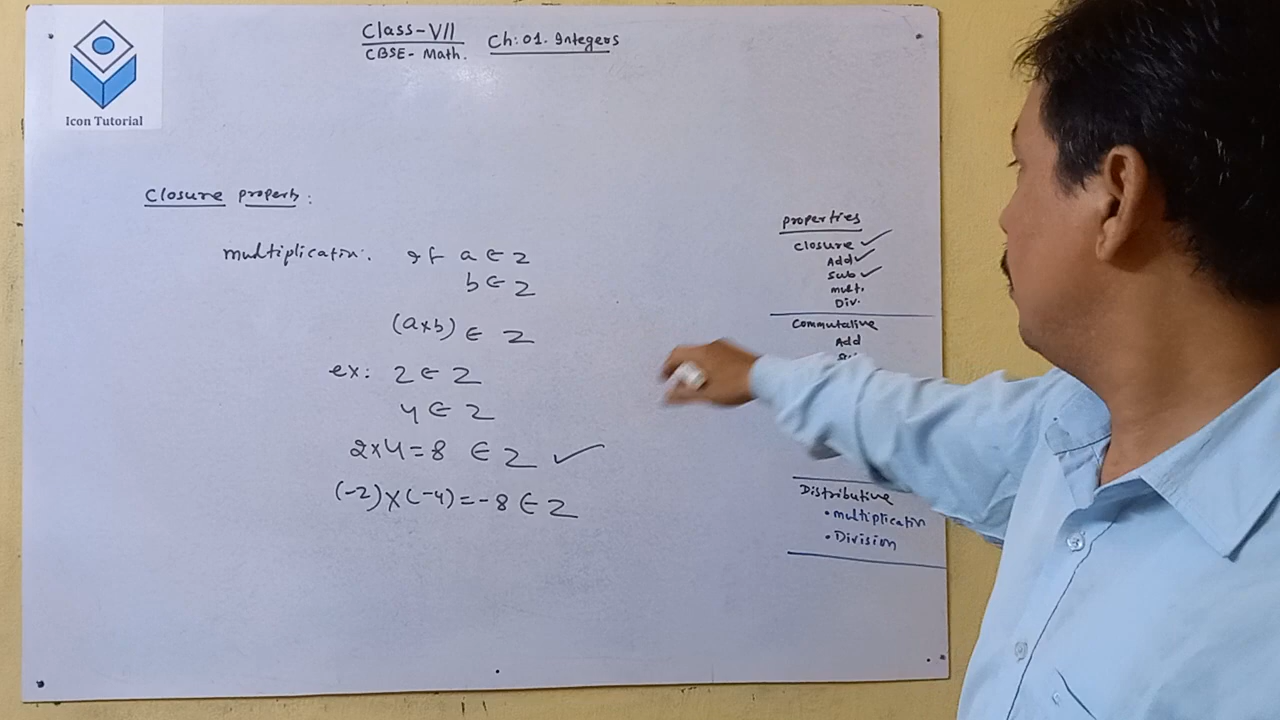 Icon Tutorial
Class-VII
CBSE- Math.
Ch: 01. Integers
Closure property:
multiplication. If a ∈ Z
b ∈ Z
(a×b) ∈ Z
ex: 2 ∈ Z
4 ∈ Z
2×4=8 ∈ Z ✓
(-2)×(-4)=-8 ∈ Z
properties
closure ✓
Add ✓
Sub ✓
mult.
Div.
Commutative
Add
Distributive
• multiplication
• Division